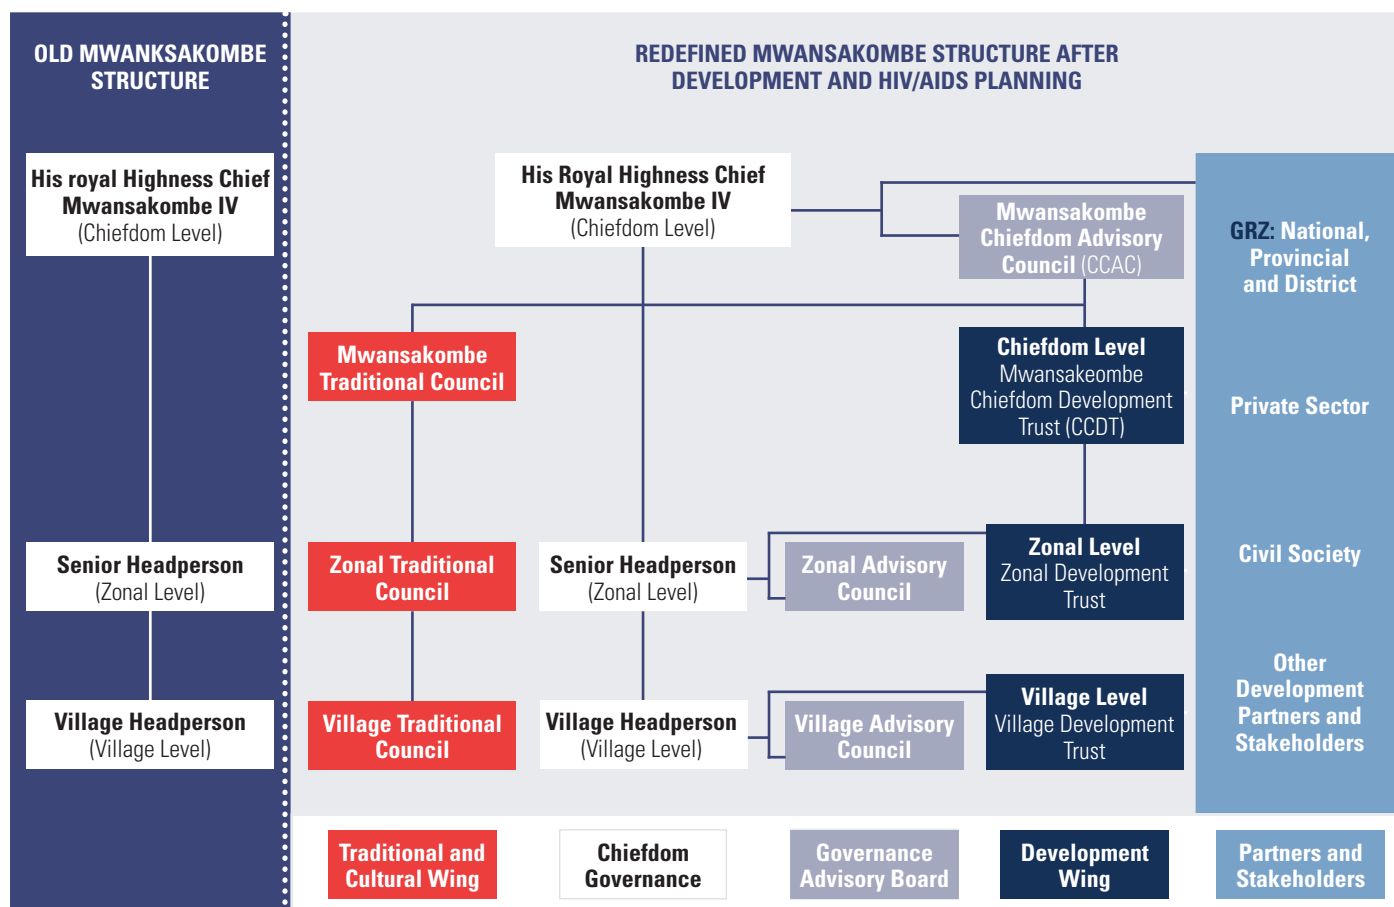 OLD MWANKSAKOMBE
STRUCTURE
His royal Highness Chief
Mwansakombe IV
(Chiefdom Level)
Senior Headperson
(Zonal Level)
Village Headperson
(Village Level)
REDEFINED MWANSAKOMBE STRUCTURE AFTER
DEVELOPMENT AND HIV/AIDS PLANNING
His Royal Highness Chief
Mwansakombe IV
(Chiefdom Level)
Mwansakombe
Chiefdom Advisory
Council (CCAC)
GRZ: National,
Provincial
and District
Mwansakombe
Traditional Council
Chiefdom Level
Mwansakeombe
Chiefdom Development
Trust (CCDT)
Private Sector
Zonal Traditional
Council
Senior Headperson
(Zonal Level)
Zonal Advisory
Council
Zonal Level
Zonal Development
Trust
Civil Society
Village Traditional
Council
Village Headperson
(Village Level)
Village Advisory
Council
Village Level
Village Development
Trust
Other
Development
Partners and
Stakeholders
Traditional and
Cultural Wing
Chiefdom
Governance
Governance
Advisory Board
Development
Wing
Partners and
Stakeholders